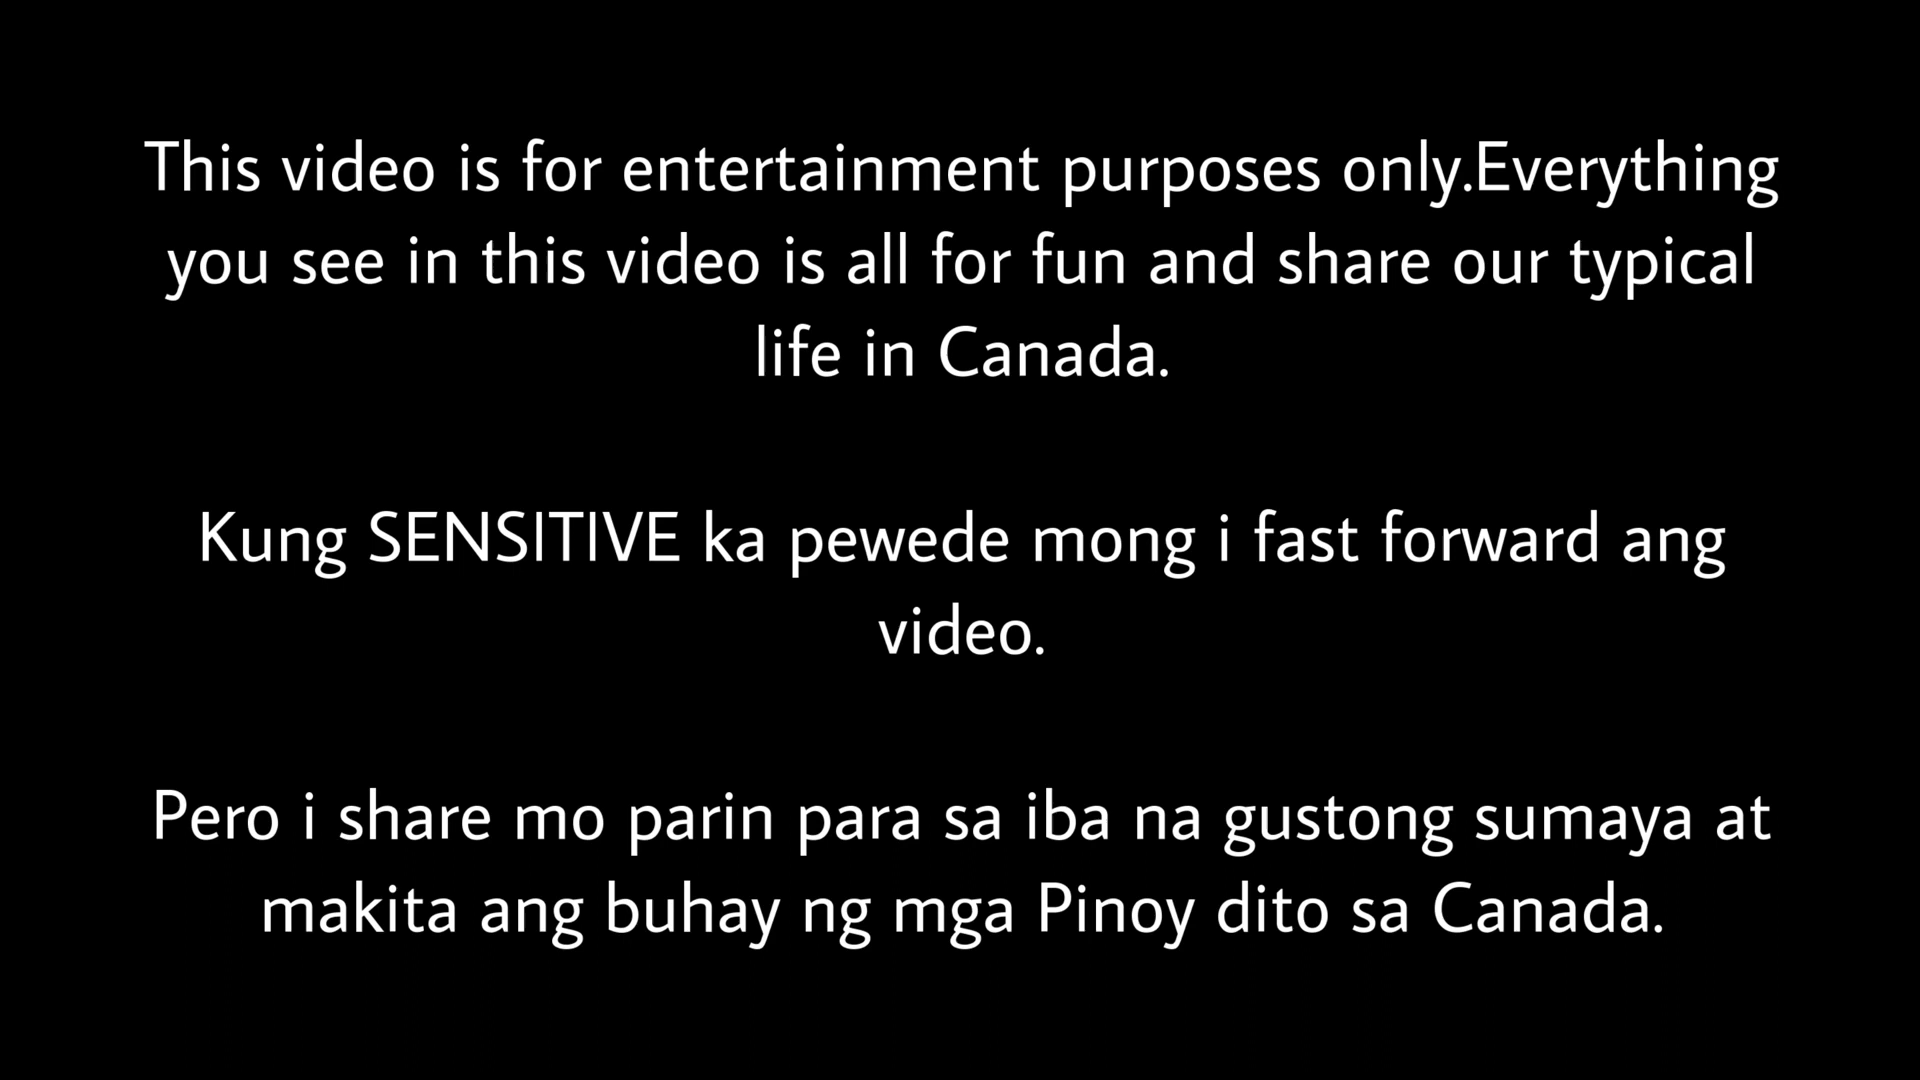 This video is for entertainment purposes only.Everything
you see in this video is all for fun and share our typical
life in Canada.
Kung SENSITIVE ka pewede mong i fast forward ang
video.
Pero i share mo parin para sa iba na gustong sumaya at
makita ang buhay ng mga Pinoy dito sa Canada.